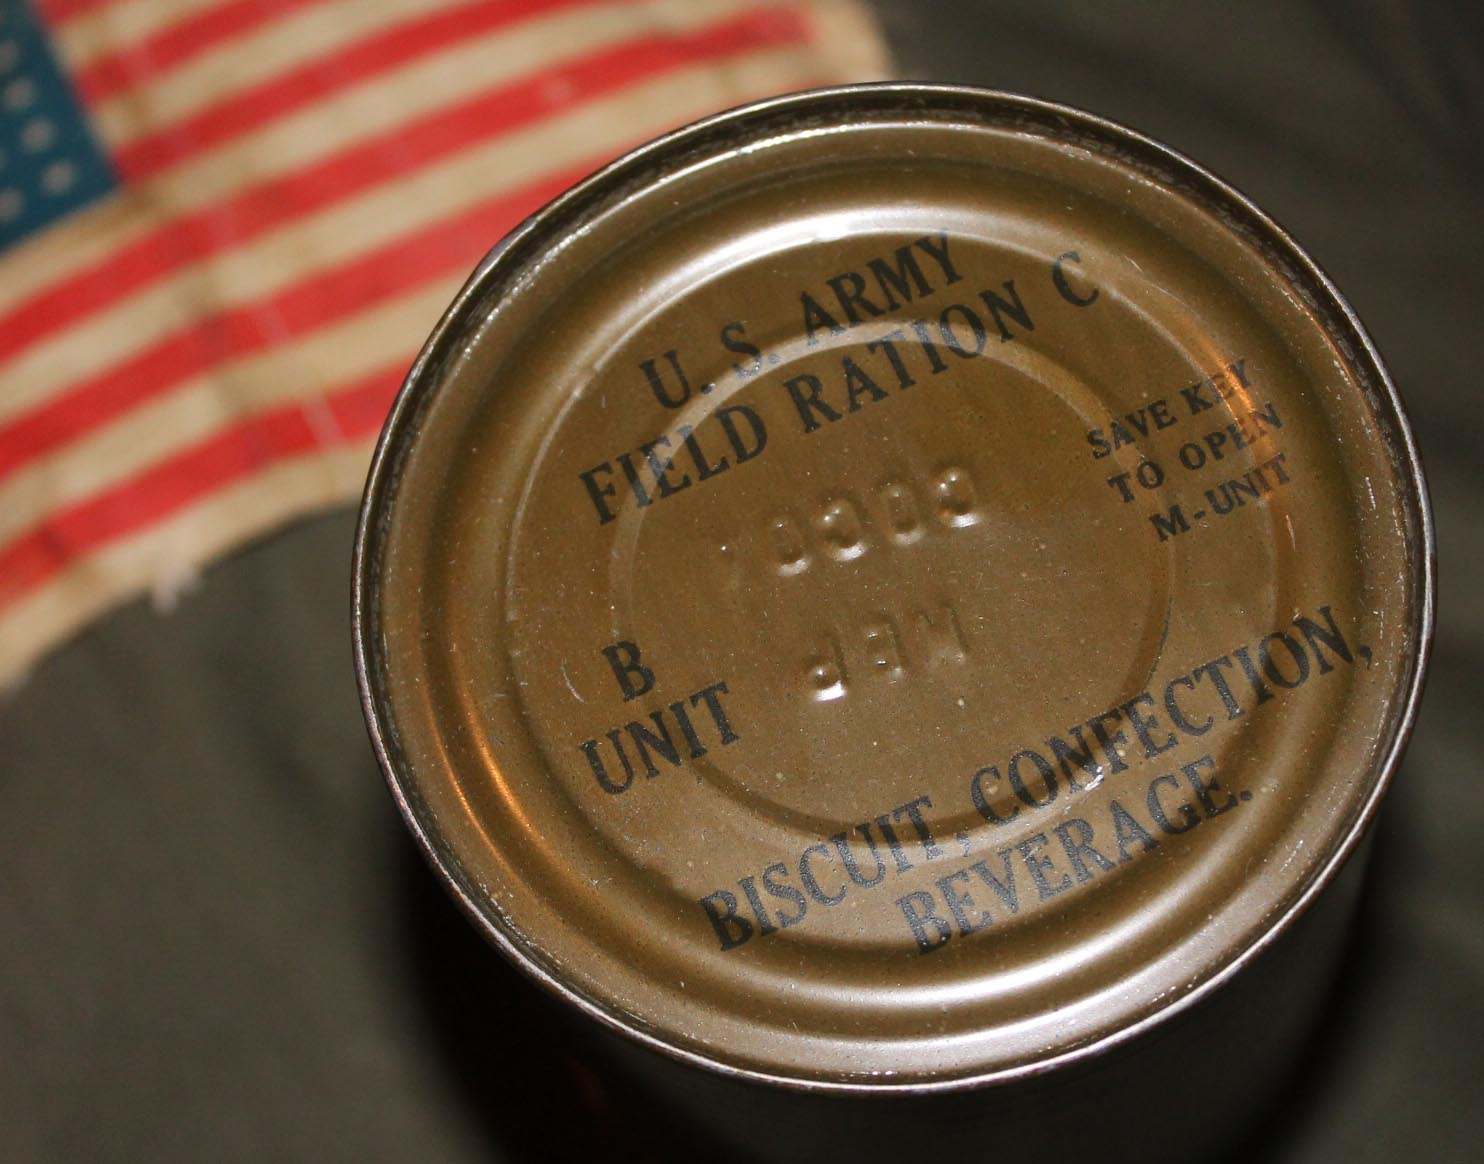 U. S. ARMY
FIELD RATION C
SAVE KEY
TO OPEN
M-UNIT
B
UNIT
BISCUIT, CONFECTION,
BEVERAGE.